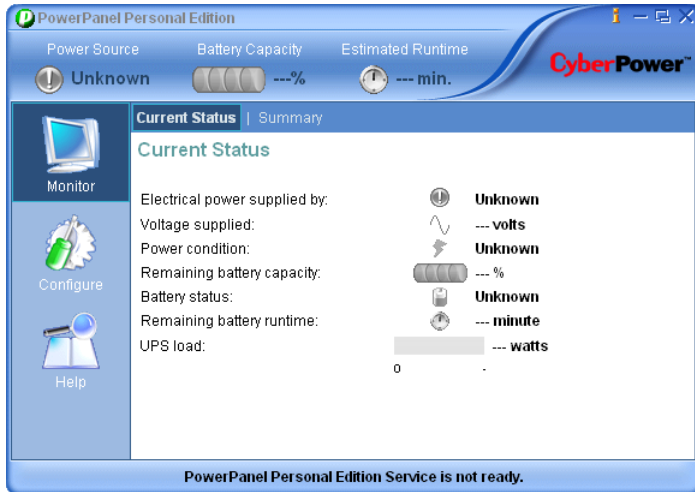 PowerPanel Personal Edition
Power Source Battery Capacity Estimated Runtime
Unknown ---% --- min.
CyberPower™
Monitor
Configure
Help
Current Status | Summary
Current Status
Electrical power supplied by: Unknown
Voltage supplied: --- volts
Power condition: Unknown
Remaining battery capacity: --- %
Battery status: Unknown
Remaining battery runtime: --- minute
UPS load: --- watts
0 -
PowerPanel Personal Edition Service is not ready.